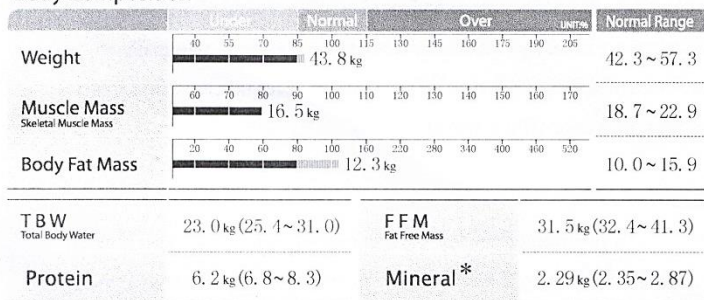 Under Normal Over UNIT:% Normal Range
40 55 70 85 100 115 130 145 160 175 190 205
Weight 43.8 kg 42.3~57.3
60 70 80 90 100 110 120 130 140 150 160 170
Muscle Mass 16.5 kg 18.7~22.9
Skeletal Muscle Mass
20 40 60 80 100 160 220 280 340 400 460 520
Body Fat Mass 12.3 kg 10.0~15.9
TBW 23.0 kg (25.4~31.0) FFM 31.5 kg (32.4~41.3)
Total Body Water Fat Free Mass
Protein 6.2 kg (6.8~8.3) Mineral* 2.29 kg (2.35~2.87)